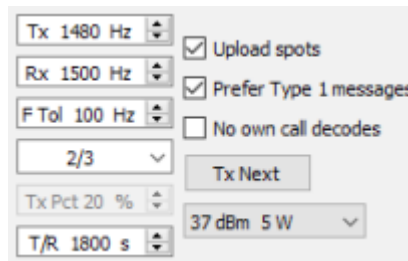 Tx 1480 Hz
Rx 1500 Hz
F Tol 100 Hz
2/3
Tx Pct 20 %
T/R 1800 s
Upload spots
Prefer Type 1 messages
No own call decodes
Tx Next
37 dBm 5 W